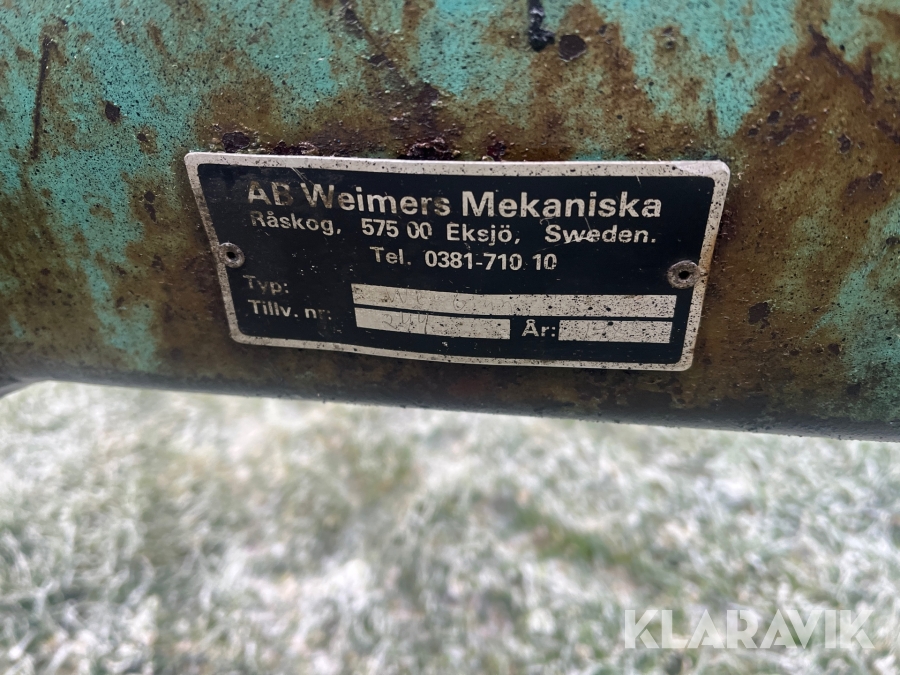 AB Weimers Mekaniska
Råskog, 575 00 Eksjö, Sweden.
Tel. 0381-710 10
Typ:
Tillv. nr:
År:
KLARAVIK